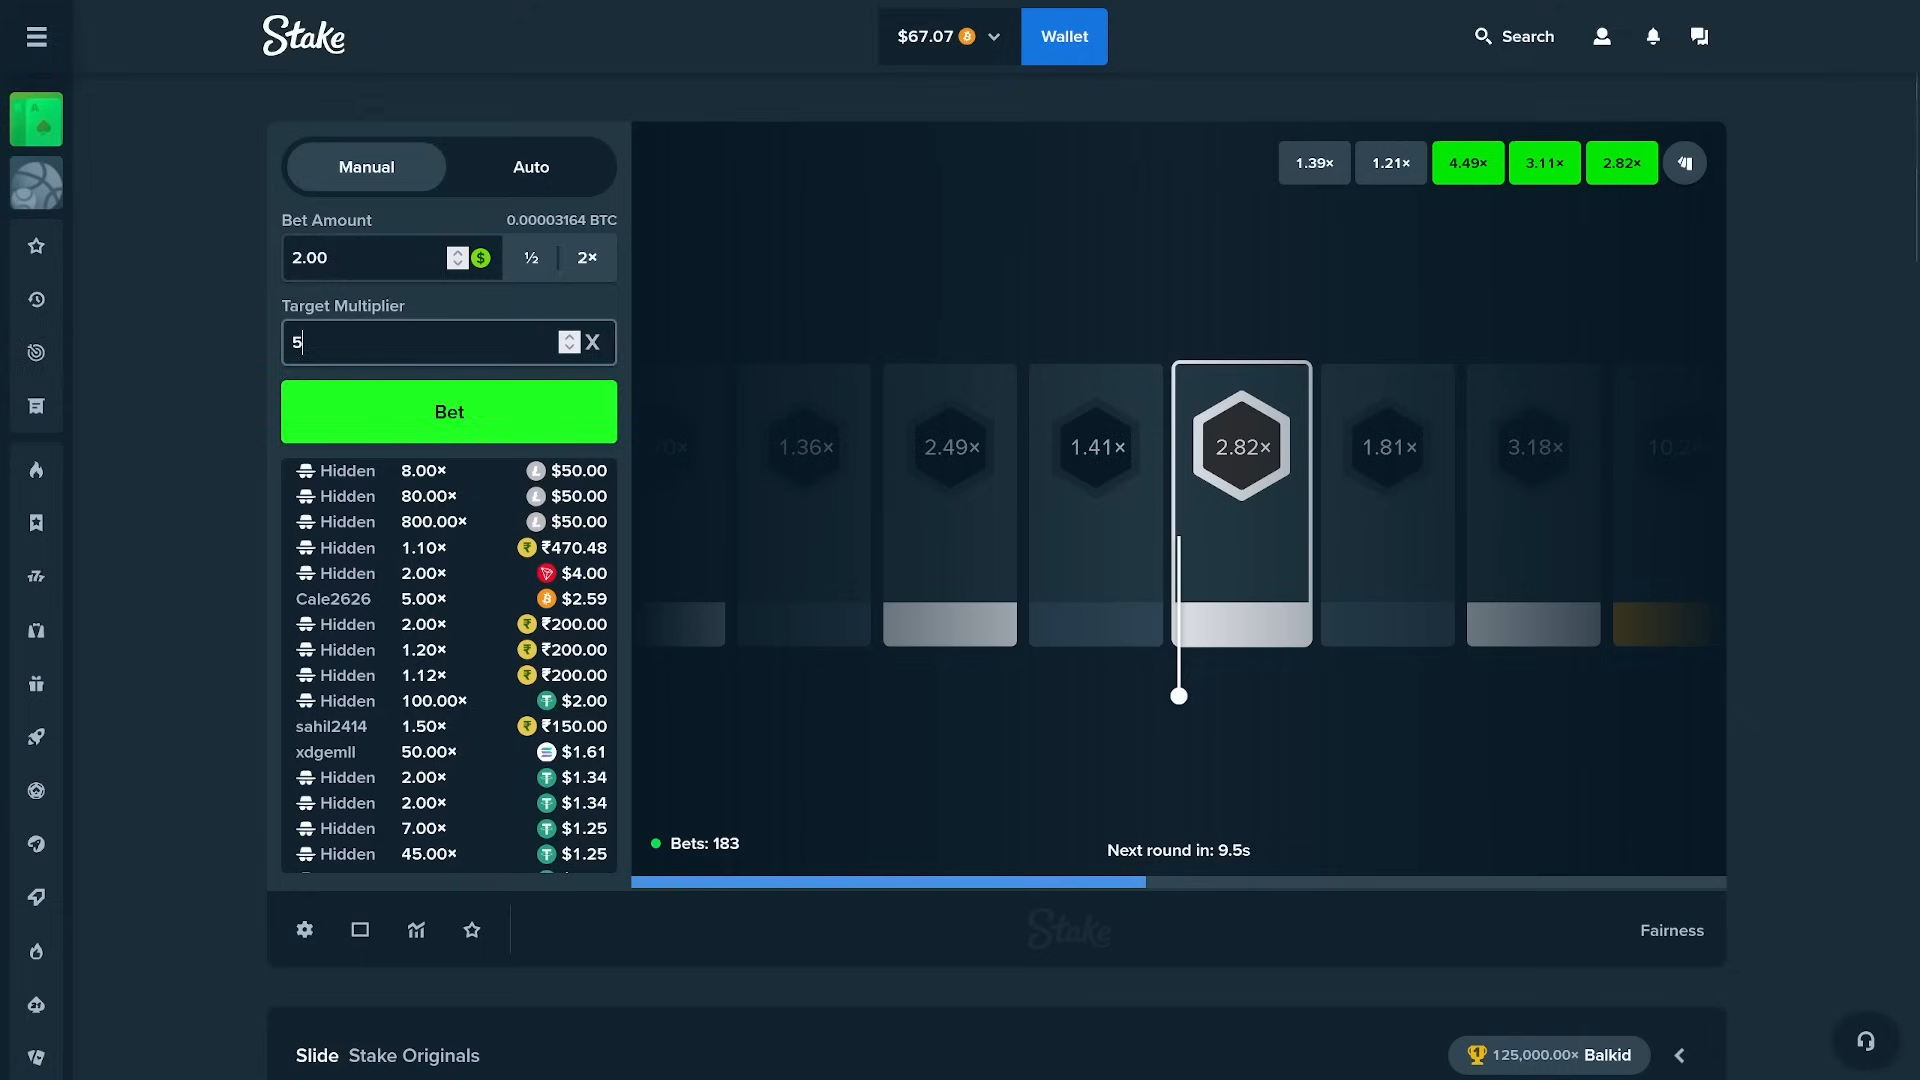 Stake
$67.07
Wallet
Search
Manual
Auto
1.39×
1.21×
4.49×
3.11×
2.82×
Bet Amount
0.00003164 BTC
2.00
½
2×
Target Multiplier
5
X
Bet
1.36×
2.49×
1.41×
2.82×
1.81×
3.18×
Hidden 8.00× $50.00
Hidden 80.00× $50.00
Hidden 800.00× $50.00
Hidden 1.10× ₹470.48
Hidden 2.00× $4.00
Cale2626 5.00× $2.59
Hidden 2.00× ₹200.00
Hidden 1.20× ₹200.00
Hidden 1.12× ₹200.00
Hidden 100.00× $2.00
sahil2414 1.50× ₹150.00
xdgemll 50.00× $1.61
Hidden 2.00× $1.34
Hidden 2.00× $1.34
Hidden 7.00× $1.25
Hidden 45.00× $1.25
Bets: 183
Next round in: 9.5s
Stake
Fairness
Slide Stake Originals
125,000.00× Balkid